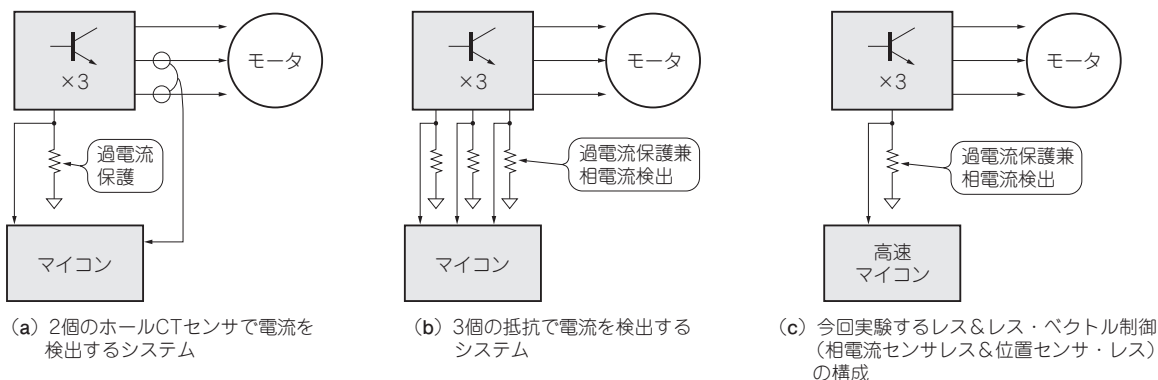 ×3
モータ
過電流
保護
マイコン
(a) 2個のホールCTセンサで電流を
検出するシステム
×3
モータ
過電流保護兼
相電流検出
マイコン
(b) 3個の抵抗で電流を検出する
システム
×3
モータ
過電流保護兼
相電流検出
高速
マイコン
(c) 今回実験するレス&レス・ベクトル制御
(相電流センサレス&位置センサ・レス)
の構成